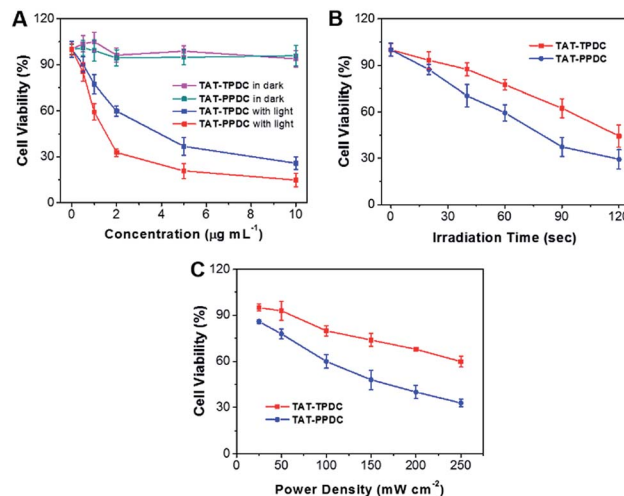 A
120
90
60
30
0
Cell Viability (%)
TAT-TPDC in dark
TAT-PPDC in dark
TAT-TPDC with light
TAT-PPDC with light
0 2 4 6 8 10
Concentration (μg mL⁻¹)
B
120
90
60
30
0
Cell Viability (%)
TAT-TPDC
TAT-PPDC
0 30 60 90 120
Irradiation Time (sec)
C
120
90
60
30
0
Cell Viability (%)
TAT-TPDC
TAT-PPDC
0 50 100 150 200 250
Power Density (mW cm⁻²)